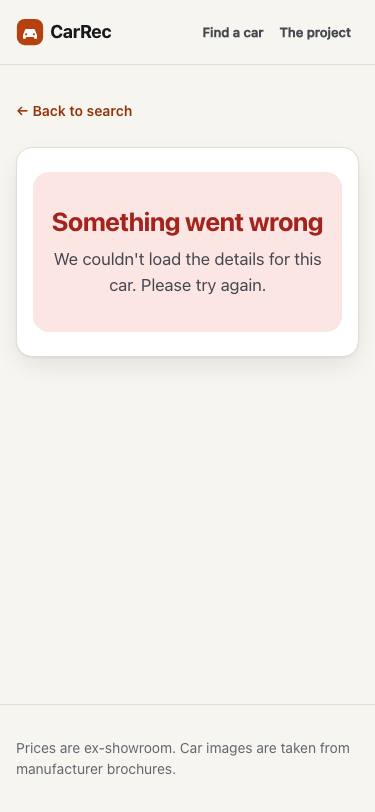 CarRec
Find a car
The project
← Back to search
Something went wrong
We couldn't load the details for this
car. Please try again.
Prices are ex-showroom. Car images are taken from
manufacturer brochures.